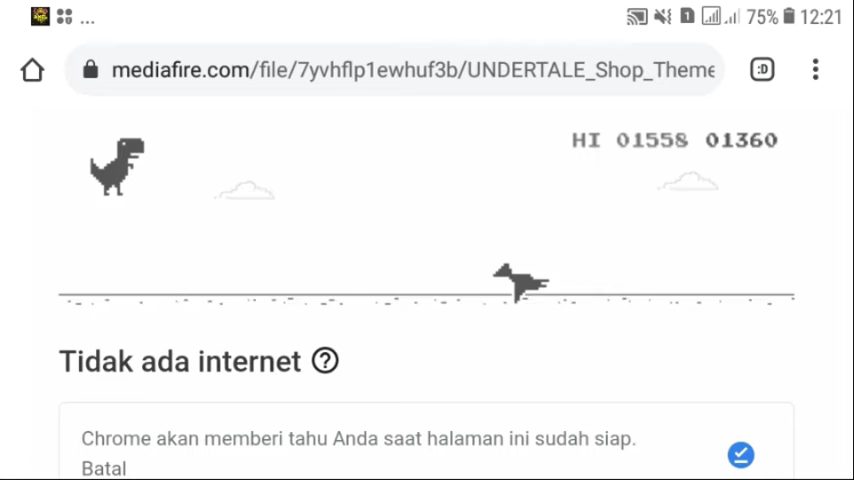 ... 1 75% 12:21
mediafire.com/file/7yvhflp1ewhuf3b/UNDERTALE_Shop_Theme :D
HI 01558 01360
Tidak ada internet ?
Chrome akan memberi tahu Anda saat halaman ini sudah siap.
Batal